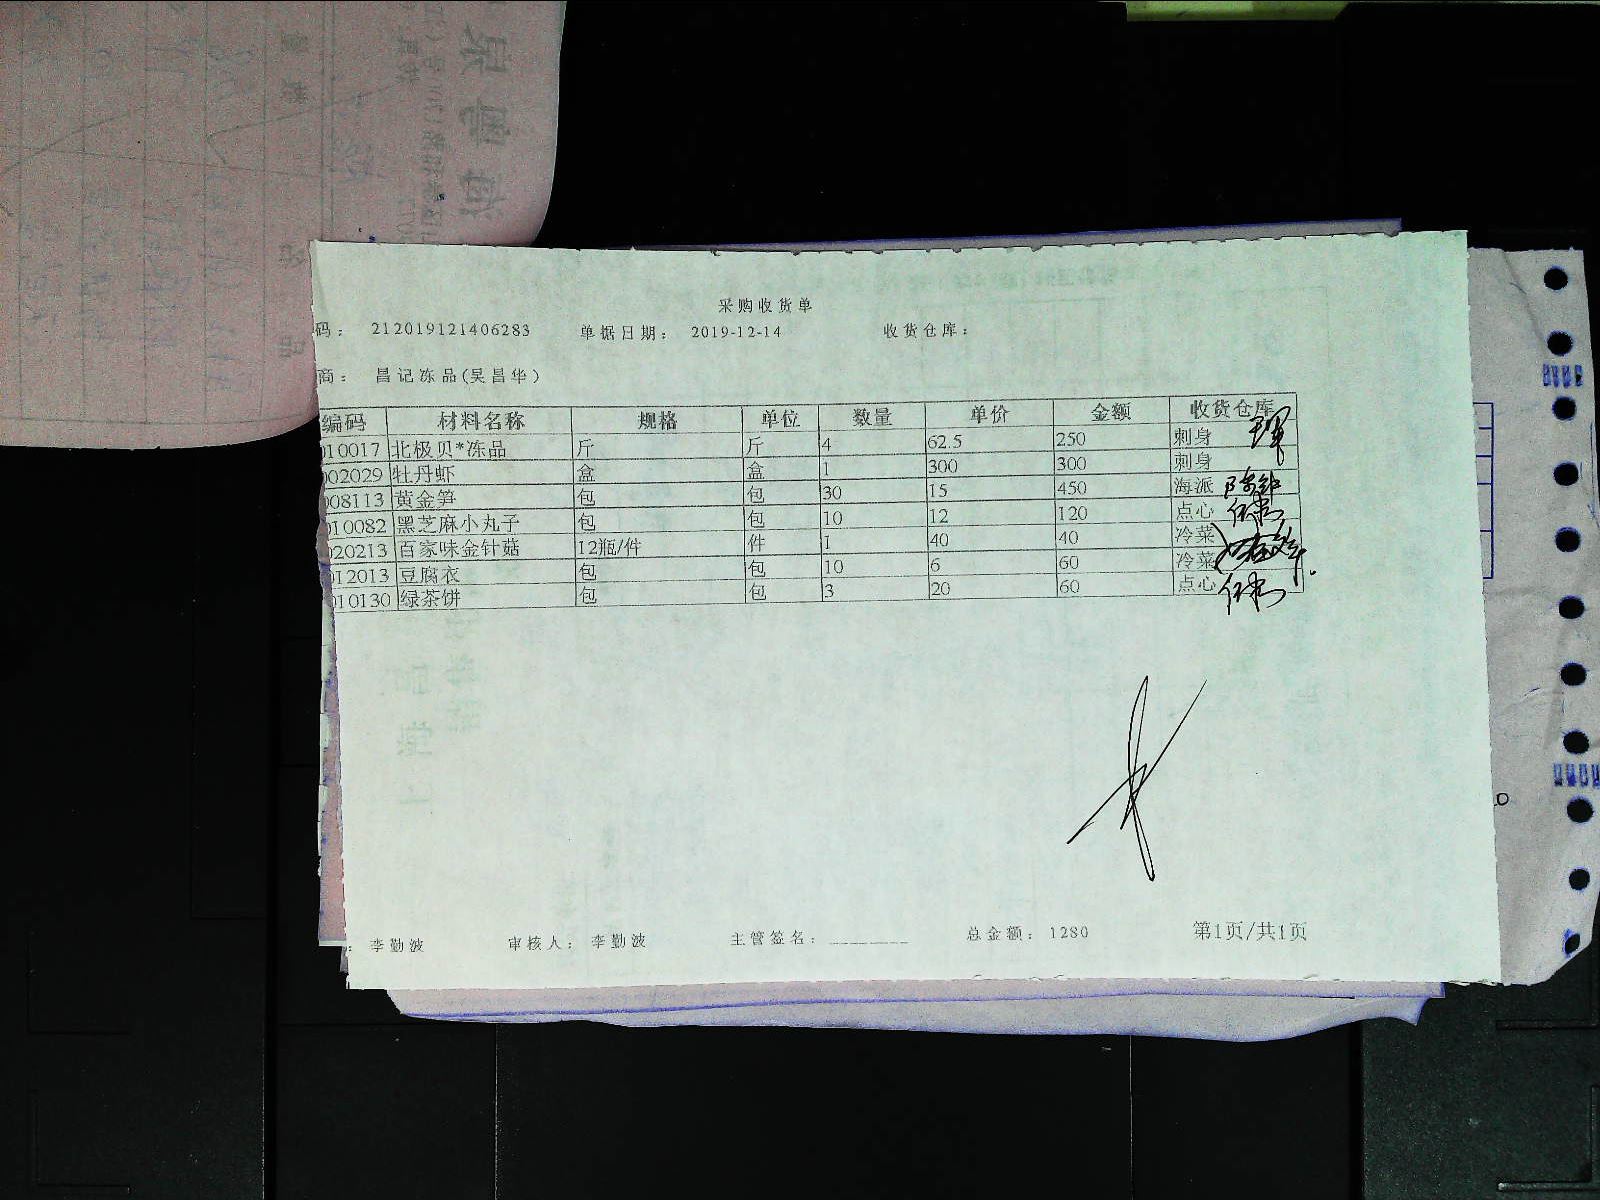 采购收货单
码： 212019121406283 单据日期： 2019-12-14 收货仓库：
商： 昌记冻品(吴昌华)
编码 材料名称 规格 单位 数量 单价 金额 收货仓库
010017 北极贝*冻品 斤 斤 4 62.5 250 刺身
002029 牡丹虾 盒 盒 1 300 300 刺身
008113 黄金笋 包 包 30 15 450 海派
010082 黑芝麻小丸子 包 包 10 12 120 点心
020213 百家味金针菇 12瓶/件 件 1 40 40 冷菜
012013 豆腐衣 包 包 10 6 60 冷菜
010130 绿茶饼 包 包 3 20 60 点心
： 李勤波 审核人： 李勤波 主管签名： 总金额： 1280 第1页/共1页